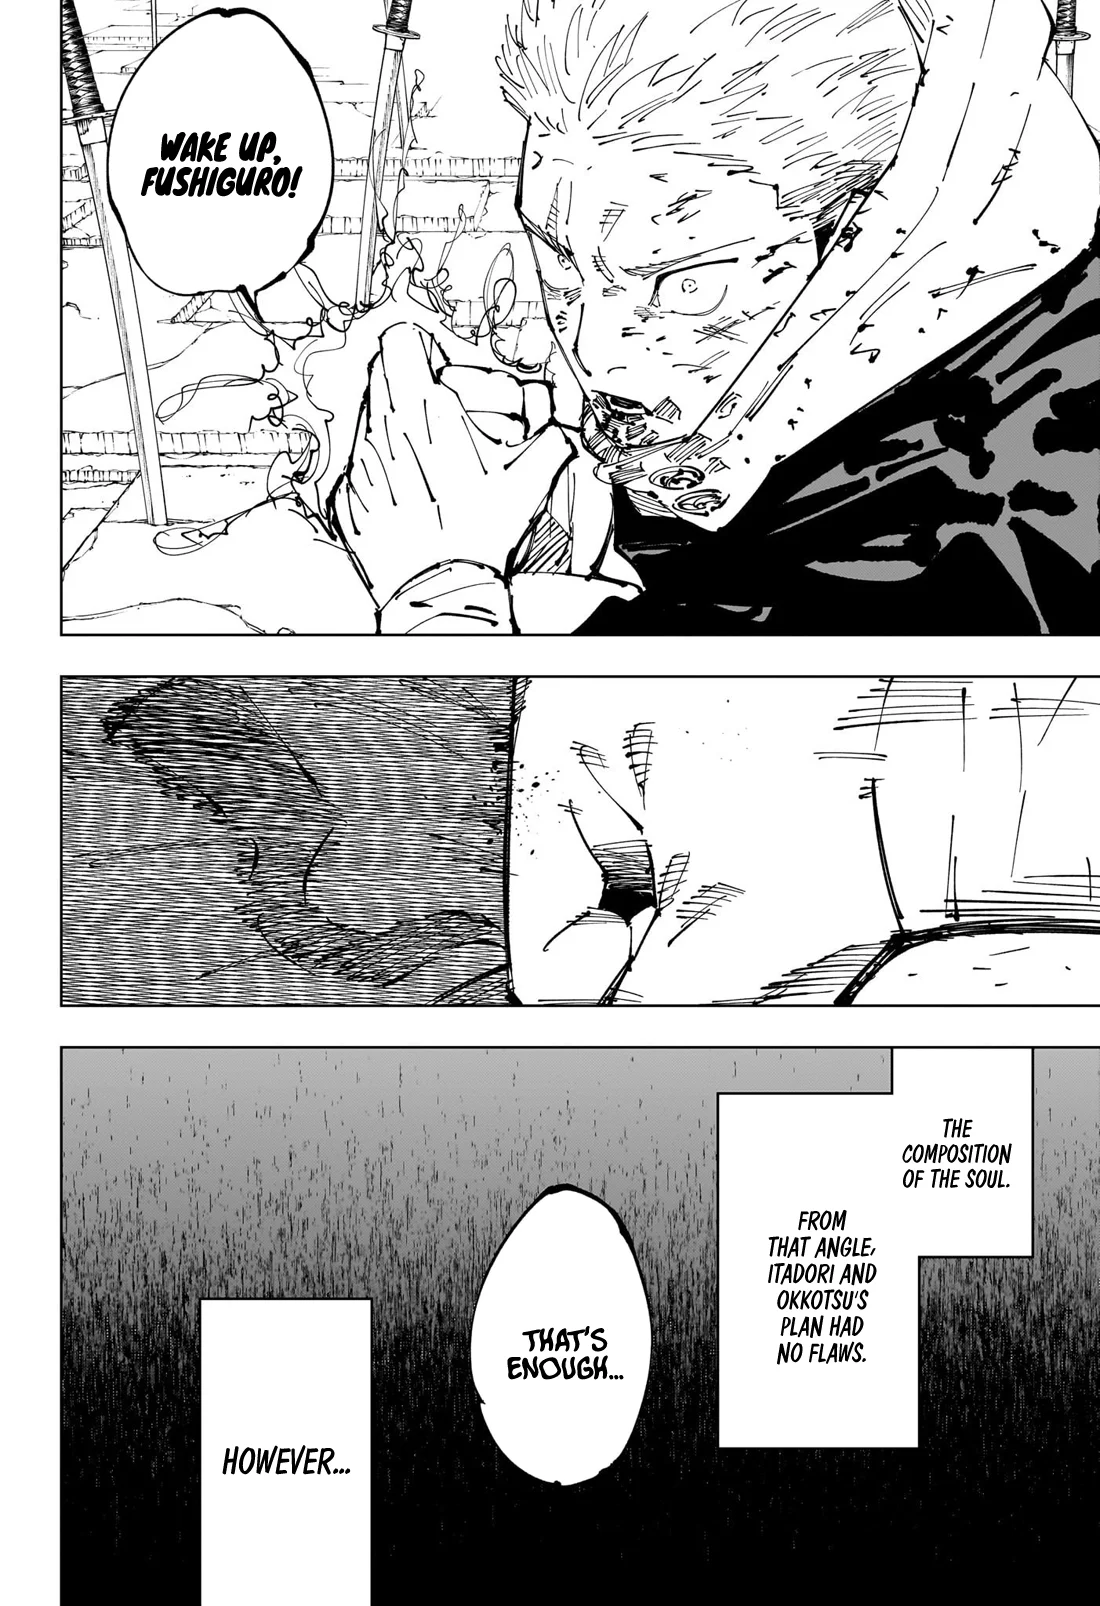 WAKE UP,
FUSHIGURO!
THE
COMPOSITION
OF THE SOUL.
FROM
THAT ANGLE,
ITADORI AND
OKKOTSU'S
PLAN HAD
NO FLAWS.
THAT'S
ENOUGH...
HOWEVER...